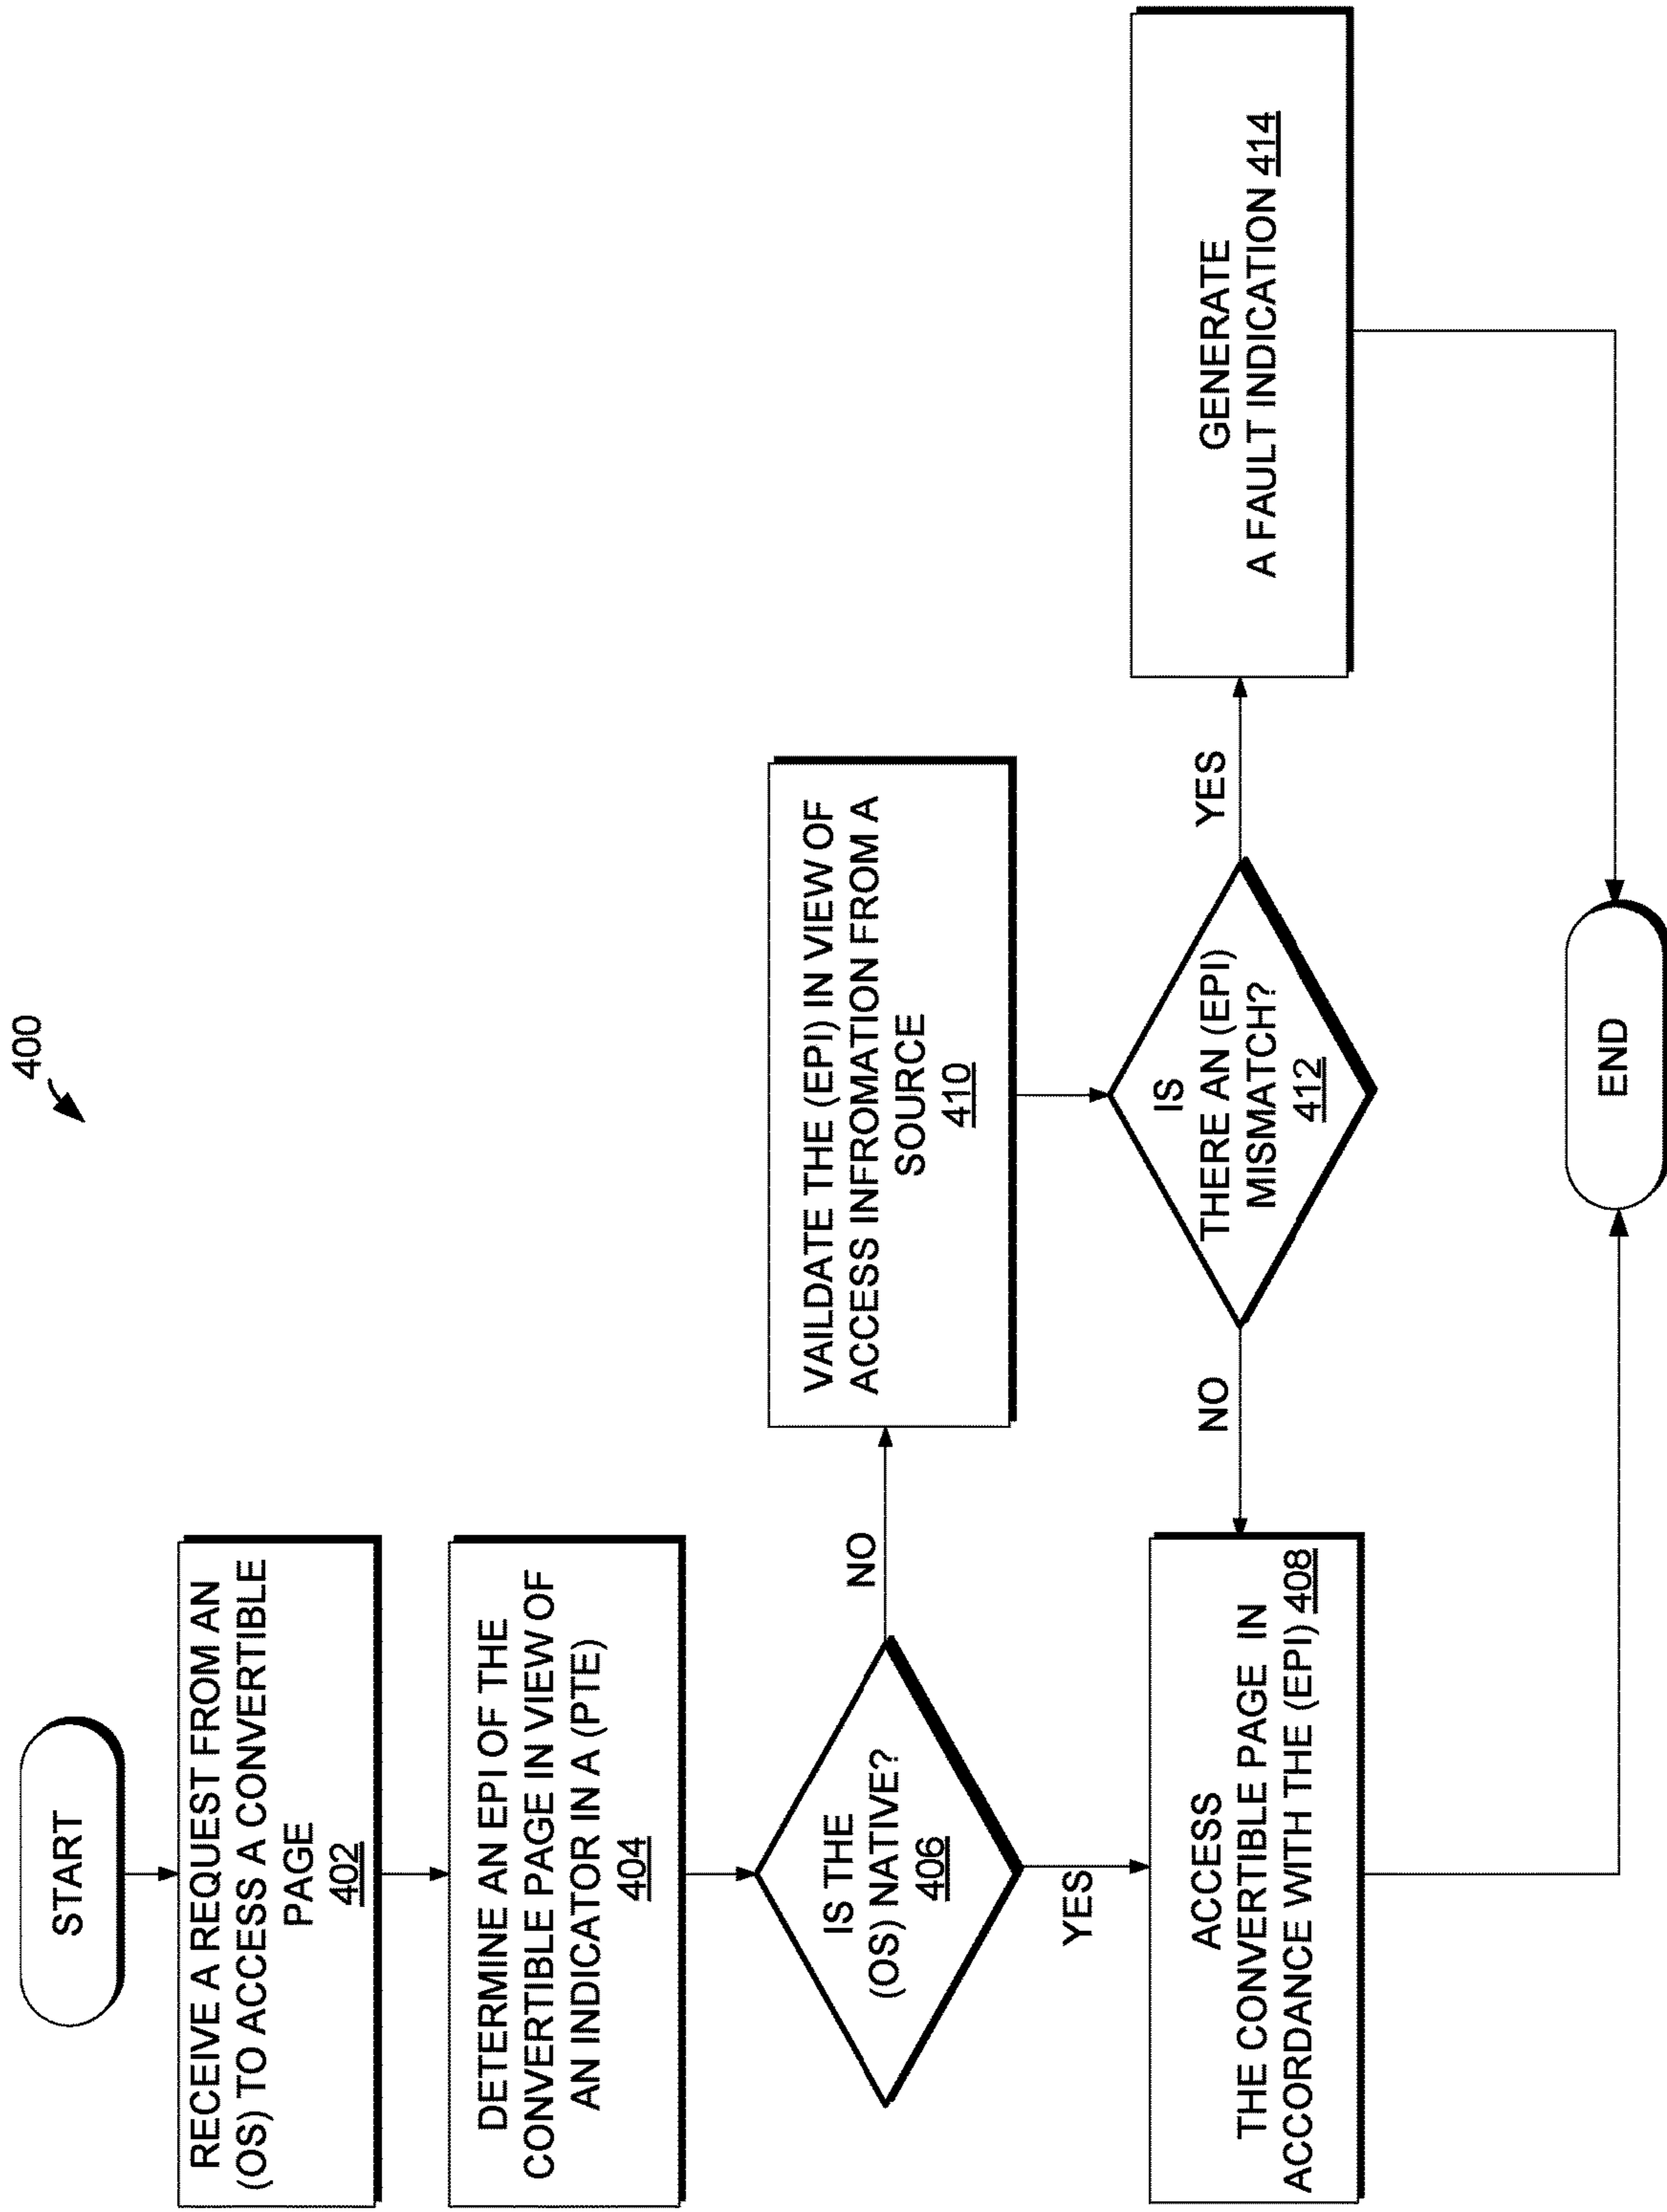 400
START
RECEIVE A REQUEST FROM AN
(OS) TO ACCESS A CONVERTIBLE
PAGE
402
DETERMINE AN EPI OF THE
CONVERTIBLE PAGE IN VIEW OF
AN INDICATOR IN A (PTE)
404
IS THE
(OS) NATIVE?
406
NO
YES
VAILDATE THE (EPI) IN VIEW OF
ACCESS INFROMATION FROM A
SOURCE
410
IS
THERE AN (EPI)
MISMATCH?
412
NO
YES
ACCESS
THE CONVERTIBLE PAGE IN
ACCORDANCE WITH THE (EPI) 408
GENERATE
A FAULT INDICATION 414
END